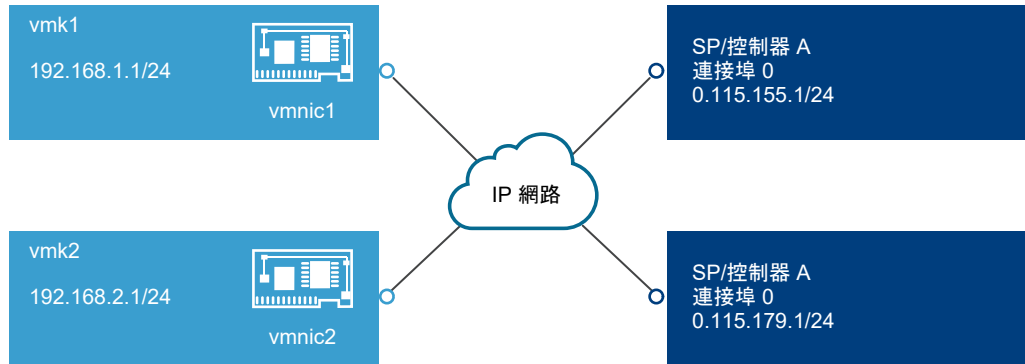 vmk1
192.168.1.1/24
vmnic1
SP/控制器 A
連接埠 0
0.115.155.1/24
IP 網路
vmk2
192.168.2.1/24
vmnic2
SP/控制器 A
連接埠 0
0.115.179.1/24